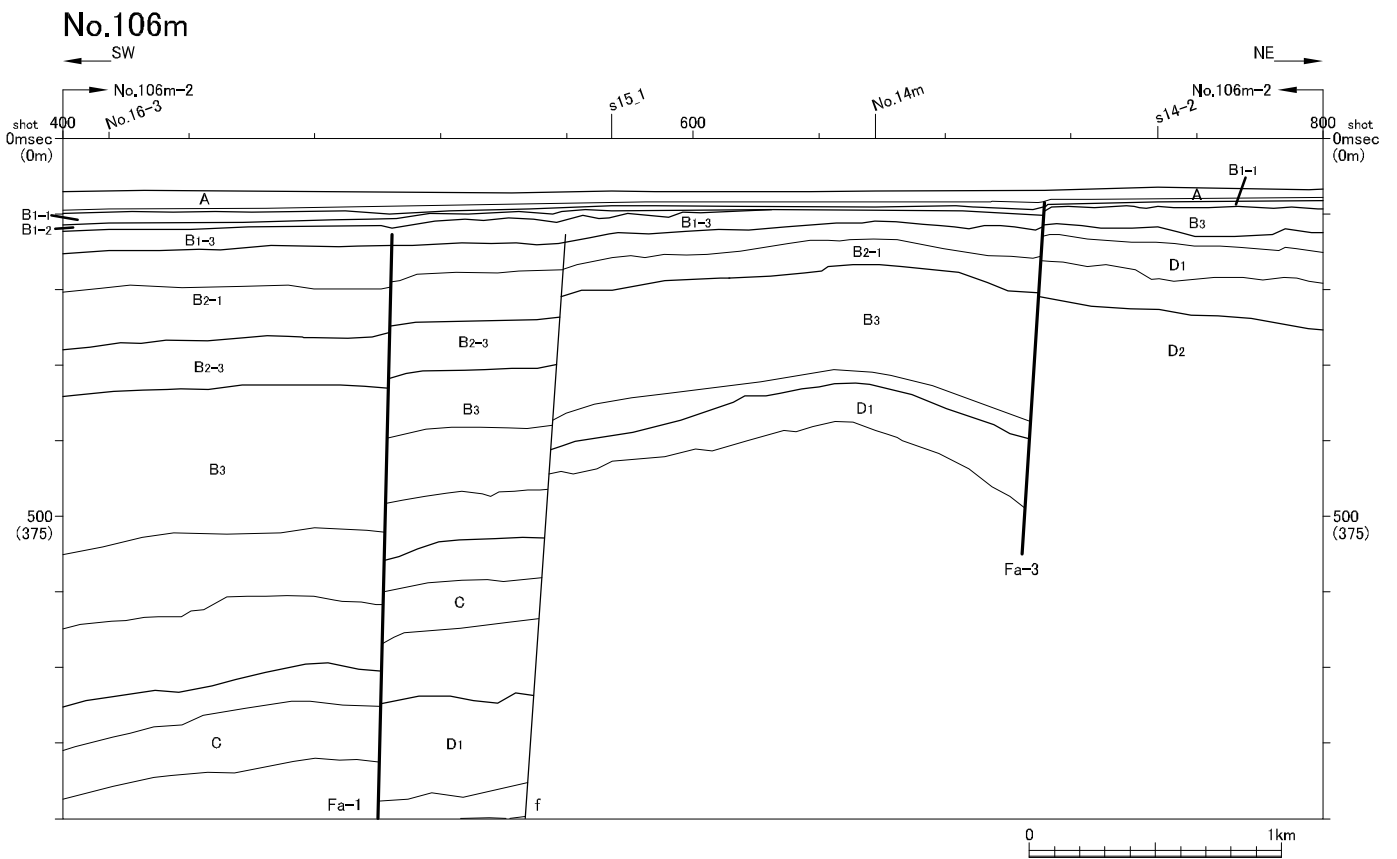 No.106m
SW
NE
No.106m-2
No.106m-2
No.16-3
s15_1
No.14m
s14-2
shot
400
600
800
shot
0msec
(0m)
0msec
(0m)
B1-1
A
A
B1-1
B1-2
B1-3
B1-3
B3
B2-1
B2-1
D1
B2-3
B3
D2
B2-3
B3
D1
B3
500
(375)
500
(375)
Fa-3
C
C
D1
Fa-1
f
0
1km